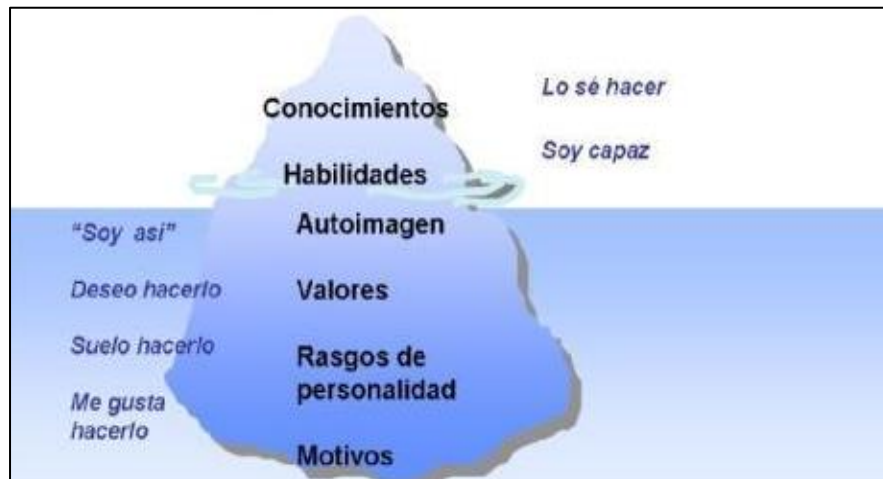 Conocimientos
Lo sé hacer
Soy capaz
Habilidades
Autoimagen
"Soy asi"
Deseo hacerlo
Valores
Suelo hacerlo
Rasgos de
personalidad
Me gusta
hacerlo
Motivos